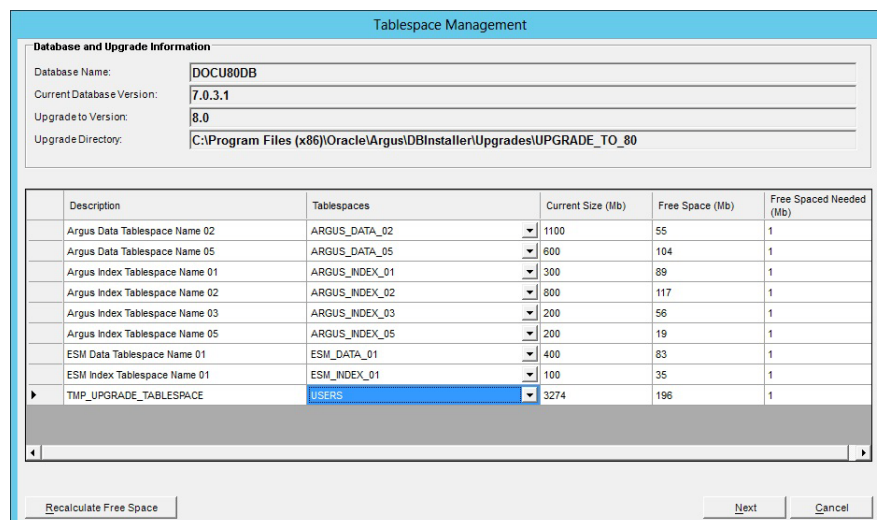 Tablespace Management
Database and Upgrade Information
Database Name: DOCU80DB
Current Database Version: 7.0.3.1
Upgrade to Version: 8.0
Upgrade Directory: C:\Program Files (x86)\Oracle\Argus\DBInstaller\Upgrades\UPGRADE_TO_80
Description Tablespaces Current Size (Mb) Free Space (Mb) Free Spaced Needed (Mb)
Argus Data Tablespace Name 02 ARGUS_DATA_02 1100 55 1
Argus Data Tablespace Name 05 ARGUS_DATA_05 600 104 1
Argus Index Tablespace Name 01 ARGUS_INDEX_01 300 89 1
Argus Index Tablespace Name 02 ARGUS_INDEX_02 800 117 1
Argus Index Tablespace Name 03 ARGUS_INDEX_03 200 56 1
Argus Index Tablespace Name 05 ARGUS_INDEX_05 200 19 1
ESM Data Tablespace Name 01 ESM_DATA_01 400 83 1
ESM Index Tablespace Name 01 ESM_INDEX_01 100 35 1
TMP_UPGRADE_TABLESPACE USERS 3274 196 1
Recalculate Free Space Next Cancel